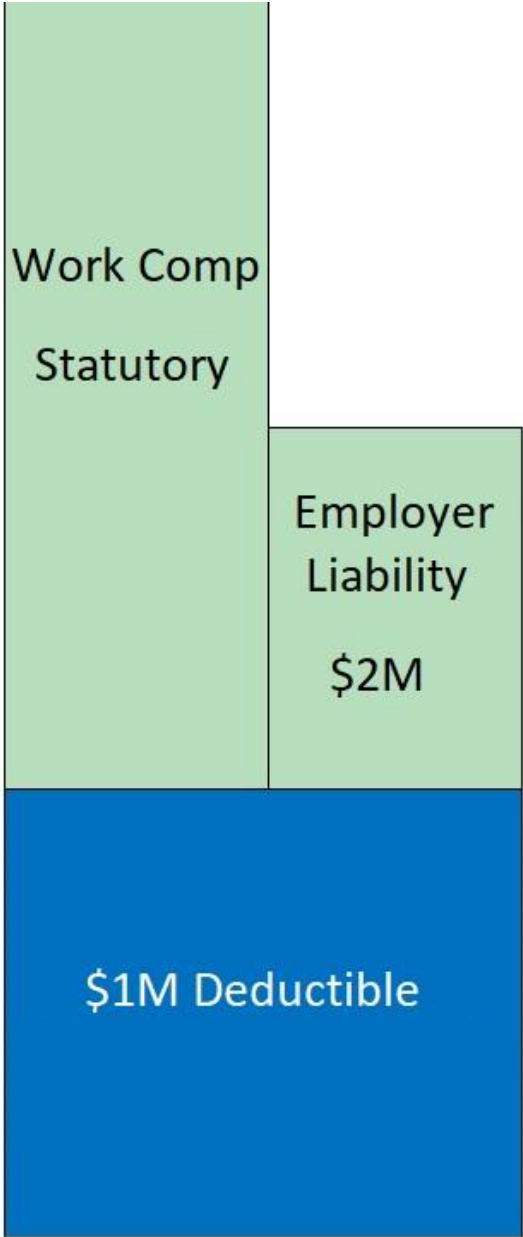 Work Comp
Statutory
Employer
Liability
$2M
$1M Deductible